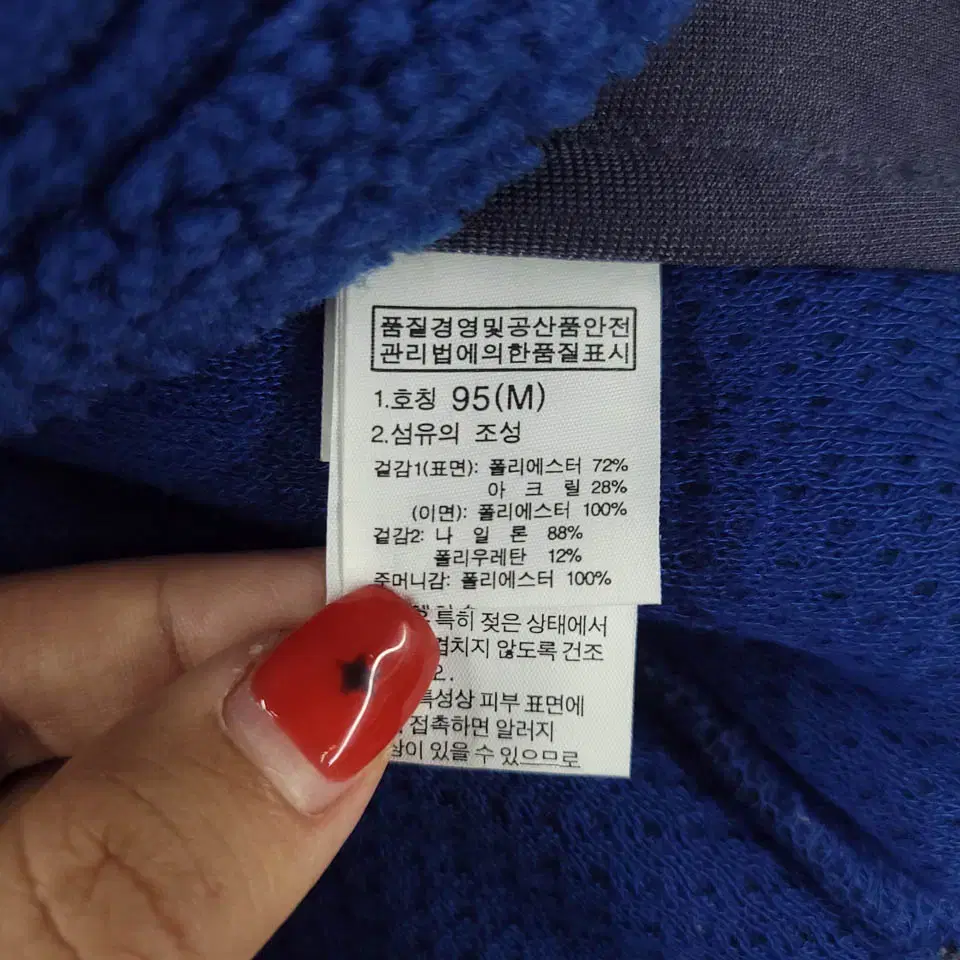 품질경영및공산품안전
관리법에의한품질표시
1.호칭 95(M)
2.섬유의 조성
겉감1(표면): 폴리에스터 72%
아 크 릴 28%
(이면): 폴리에스터 100%
겉감2: 나 일 론 88%
폴리우레탄 12%
주머니감: 폴리에스터 100%
특히 젖은 상태에서
겹치지 않도록 건조
특성상 피부 표면에
접촉하면 알러지
있을 수 있으므로